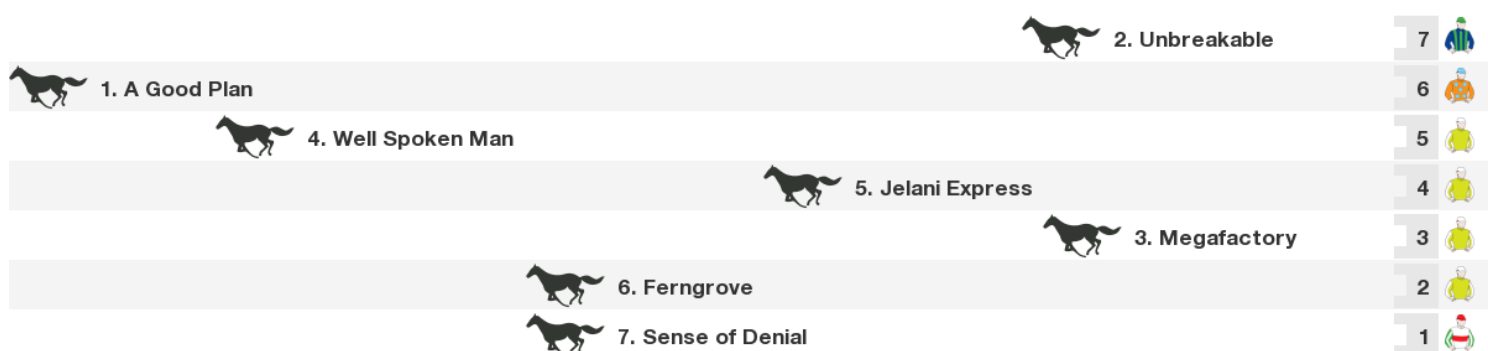 2. Unbreakable 7
1. A Good Plan 6
4. Well Spoken Man 5
5. Jelani Express 4
3. Megafactory 3
6. Ferngrove 2
7. Sense of Denial 1